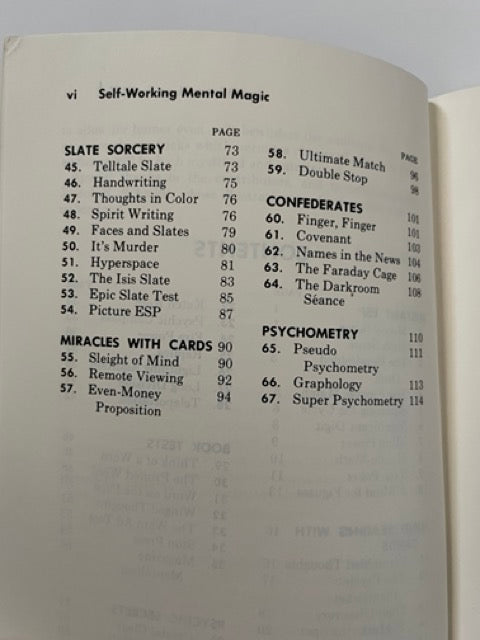 vi Self-Working Mental Magic
PAGE
SLATE SORCERY 73
45. Telltale Slate 73
46. Handwriting 75
47. Thoughts in Color 76
48. Spirit Writing 76
49. Faces and Slates 79
50. It's Murder 80
51. Hyperspace 81
52. The Isis Slate 83
53. Epic Slate Test 85
54. Picture ESP 87
MIRACLES WITH CARDS 90
55. Sleight of Mind 90
56. Remote Viewing 92
57. Even-Money 94
Proposition
PAGE
58. Ultimate Match 96
59. Double Stop 98
CONFEDERATES 101
60. Finger, Finger 101
61. Covenant 103
62. Names in the News 104
63. The Faraday Cage 106
64. The Darkroom 108
Séance
PSYCHOMETRY 110
65. Pseudo 111
Psychometry
66. Graphology 113
67. Super Psychometry 114